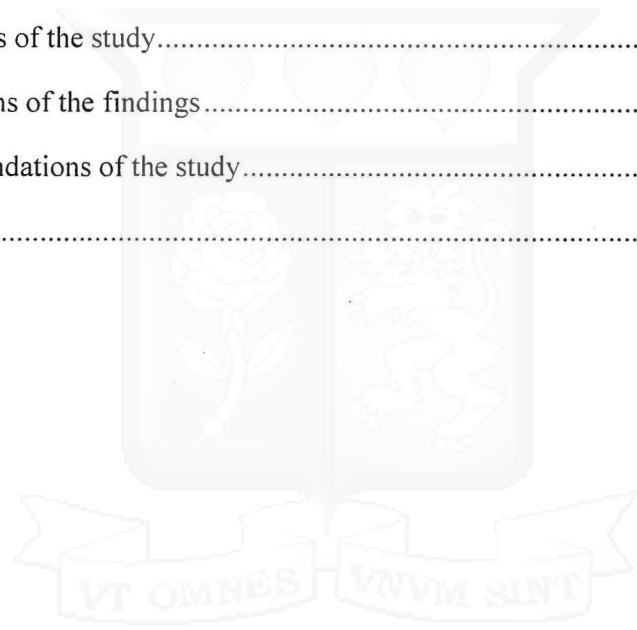 s of the study..............................................................
ns of the findings.......................................................
ndations of the study..................................................
....................................................................................
VT OMNES VNVM SINT